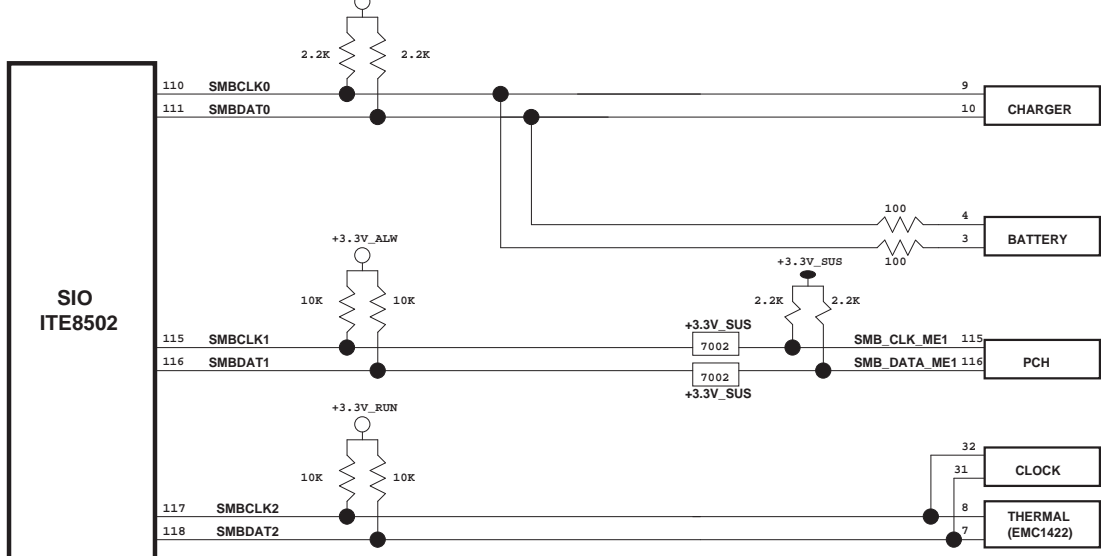 2.2K 2.2K
110 SMBCLK0 9
111 SMBDAT0 10
CHARGER
100 4
3
100
BATTERY
+3.3V_ALW
+3.3V_SUS
10K 10K
2.2K 2.2K
SIO
ITE8502
+3.3V_SUS
115 SMBCLK1 7002 SMB_CLK_ME1 115
116 SMBDAT1 7002 SMB_DATA_ME1 116
PCH
+3.3V_SUS
+3.3V_RUN
32
10K 10K
31
CLOCK
117 SMBCLK2 8
118 SMBDAT2 7
THERMAL
(EMC1422)